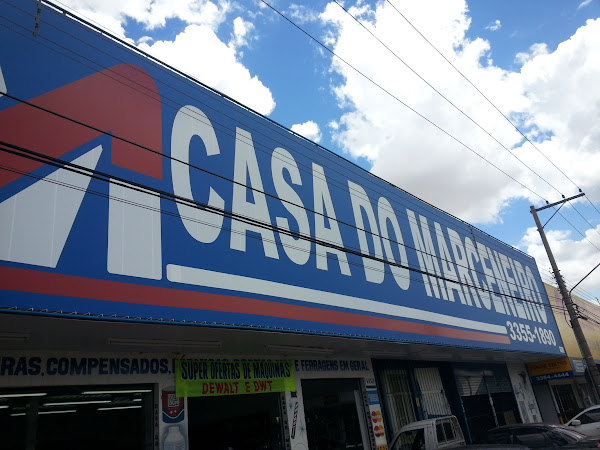 CASA DO MARCENEIRO
3355-1890
RAS, COMPENSADOS,
SUPER OFERTAS DE MÁQUINAS
DEWALT E DWT
E FERRAGENS EM GERAL